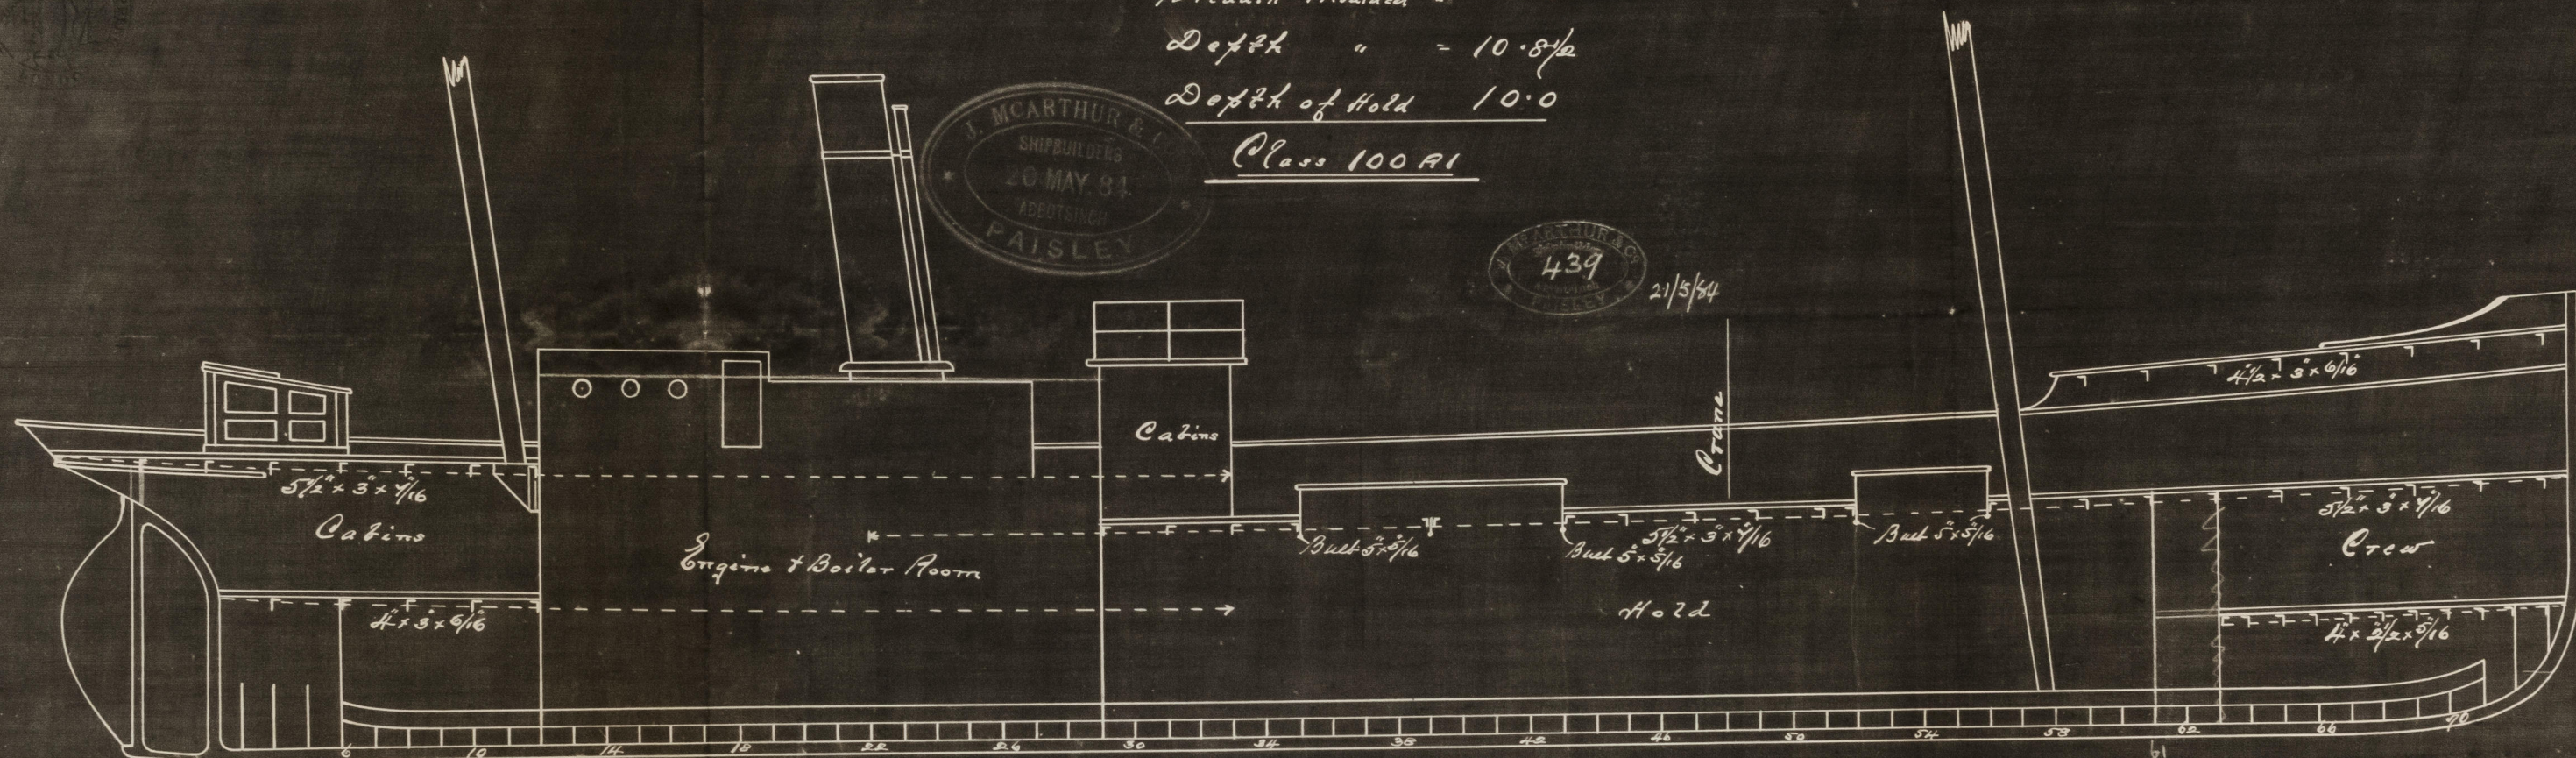 Depth " = 10.8½
Depth of Hold 10.0
Class 100 A1
J. MCARTHUR & CO
SHIPBUILDERS
20 MAY. 84
ABBOTSINCH
PAISLEY
J. McARTHUR & Co
439
PAISLEY
21/5/84
Crane
Cabins
4½ × 3 × 6/16
5½" × 3" × 7/16
Cabins
Engine & Boiler Room
4" × 3" × 6/16
5" × 5/16
5" × 5/16
5½" × 3" × 7/16
5" × 5/16
Hold
5½" × 3" × 7/16
Crew
4" × 2½ × 5/16
6 10 14 18 22 26 30 34 38 42 46 50 54 58 62 66 70
61